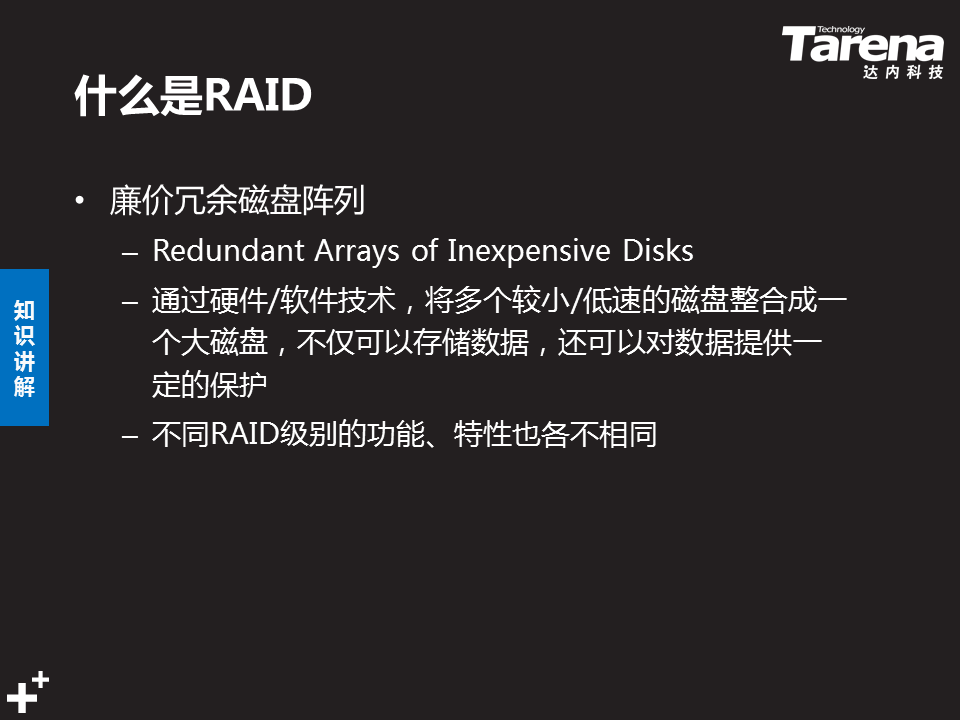 Technology
Tarena
达内科技
什么是RAID
• 廉价冗余磁盘阵列
– Redundant Arrays of Inexpensive Disks
– 通过硬件/软件技术，将多个较小/低速的磁盘整合成一
个大磁盘，不仅可以存储数据，还可以对数据提供一
定的保护
– 不同RAID级别的功能、特性也各不相同
知
识
讲
解